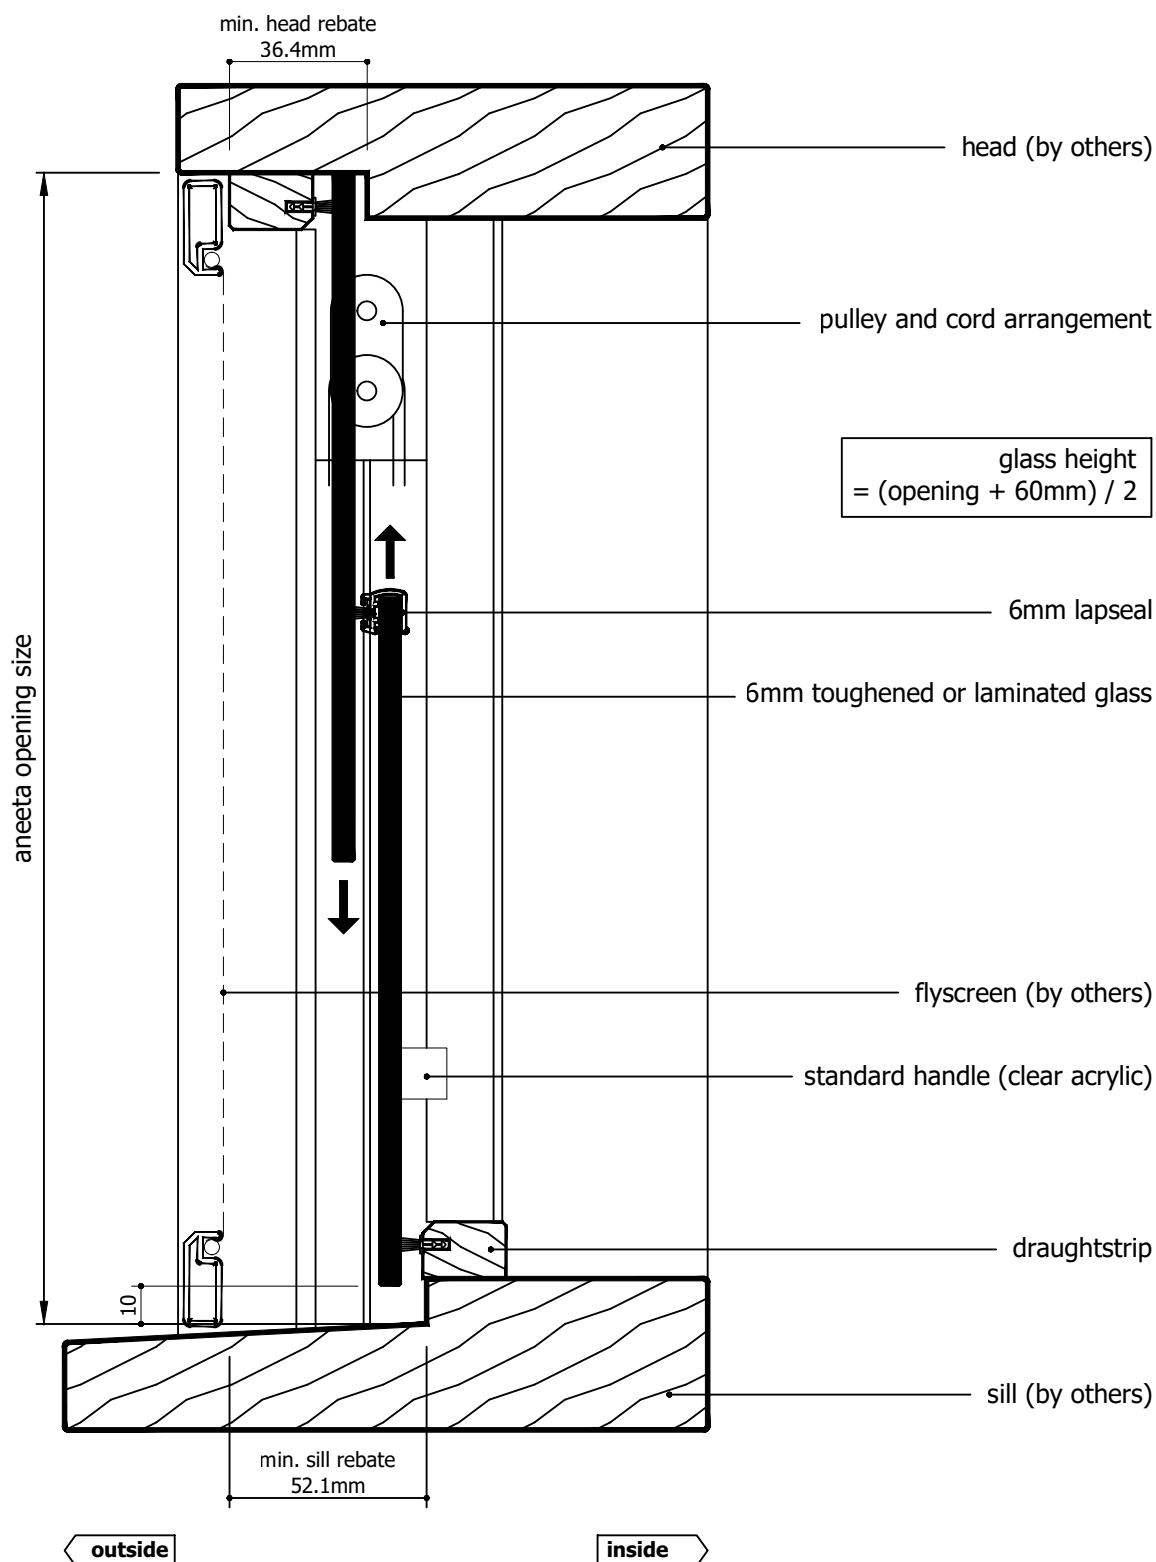 min. head rebate
36.4mm
head (by others)
pulley and cord arrangement
glass height
= (opening + 60mm) / 2
6mm lapseal
6mm toughened or laminated glass
aneeta opening size
flyscreen (by others)
standard handle (clear acrylic)
draughtstrip
10
sill (by others)
min. sill rebate
52.1mm
outside
inside